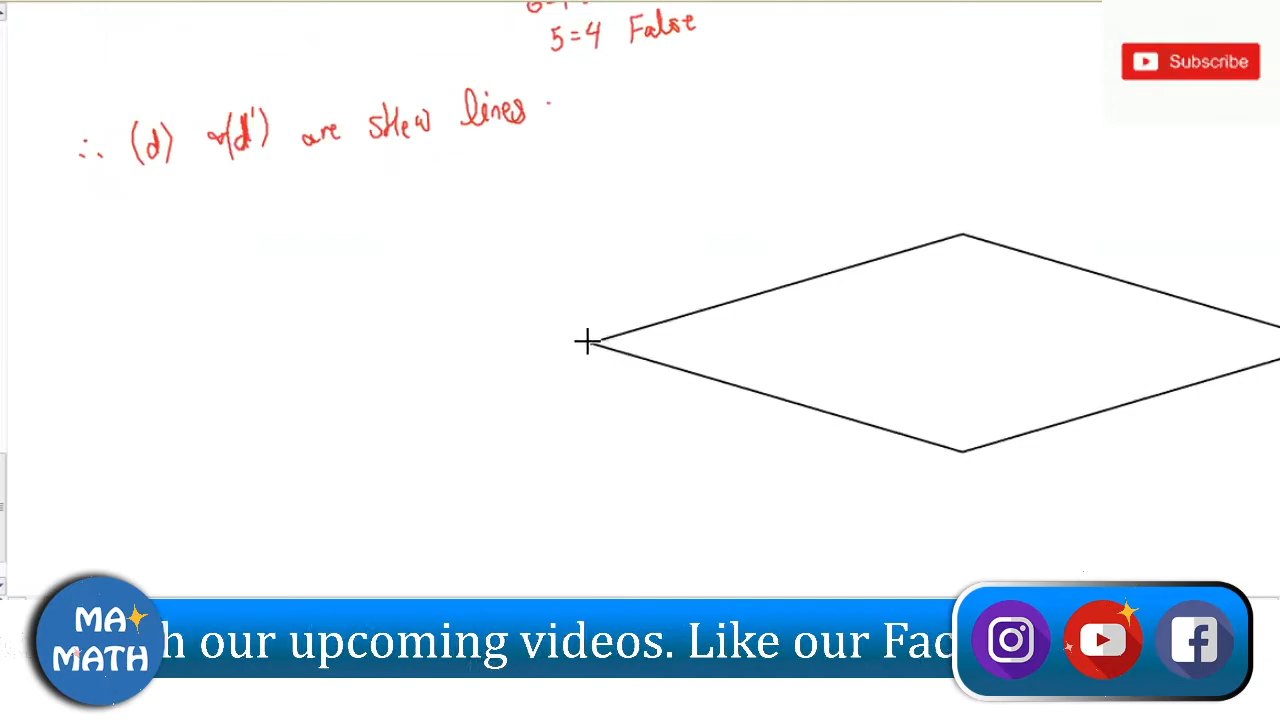 5=4 False
Subscribe
∴ (d) & (d') are skew lines.
MA
MATH
h our upcoming videos. Like our Fac